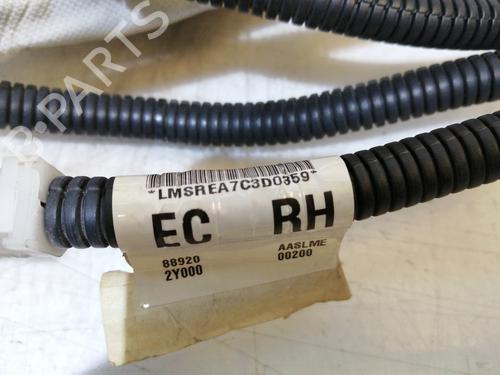 B-PARTS
*LMSREA7C3D0359*
EC RH
88920 AASLME
2Y000 00200